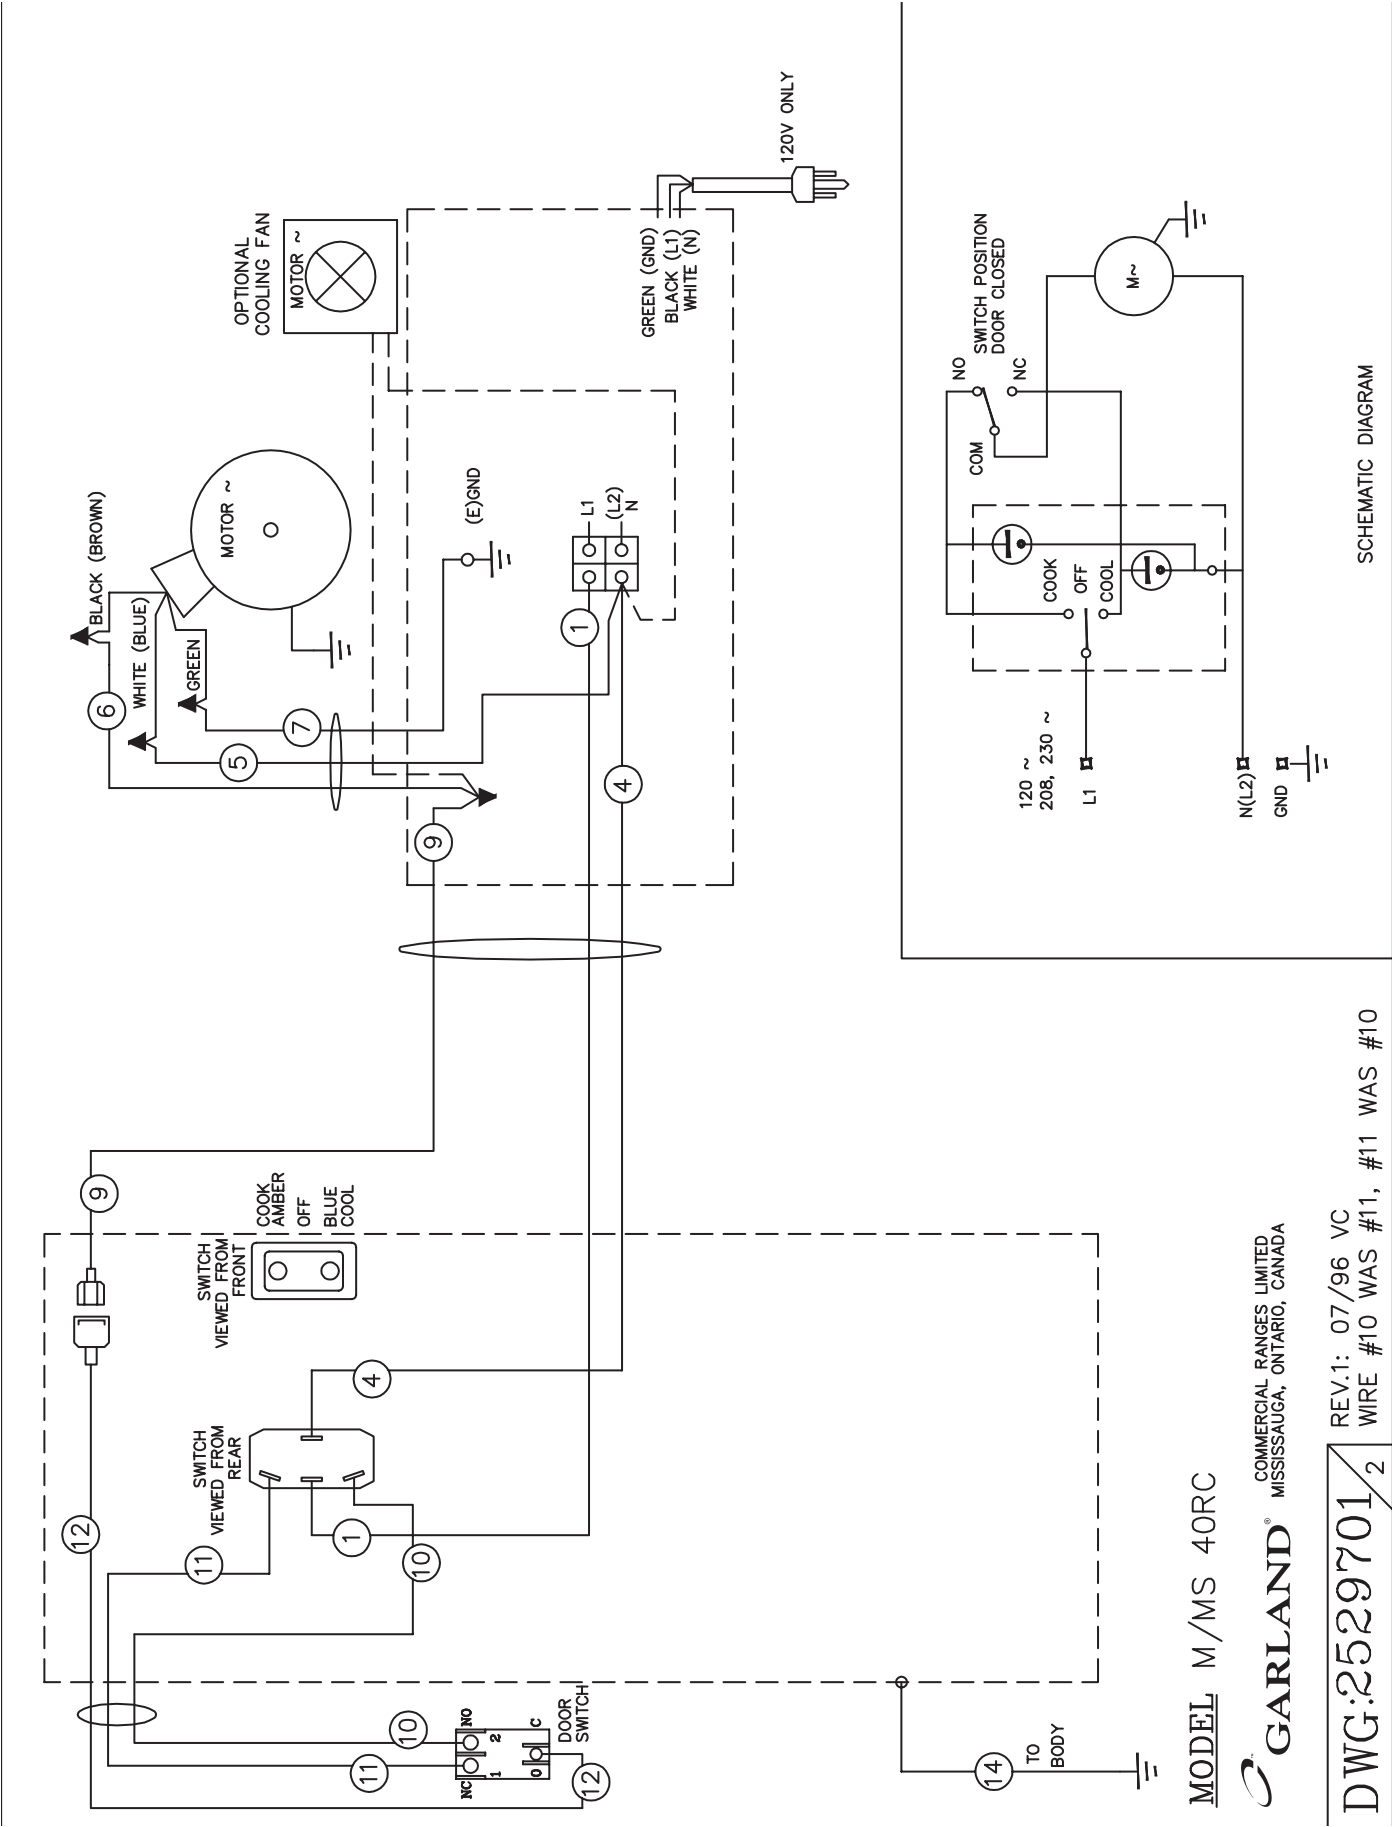 OPTIONAL
COOLING FAN
MOTOR ~
BLACK (BROWN)
MOTOR ~
WHITE (BLUE)
GREEN
6
5
7
9
(E)GND
L1
(L2)
N
1
4
GREEN (GND)
BLACK (L1)
WHITE (N)
120V ONLY
9
SWITCH
VIEWED FROM
FRONT
COOK
AMBER
OFF
BLUE
COOL
SWITCH
VIEWED FROM
REAR
4
1
10
11
12
11
10
12
NC
NO
1
2
O
C
DOOR
SWITCH
14
TO
BODY
SWITCH POSITION
DOOR CLOSED
NO
NC
COM
M~
COOK
OFF
COOL
120 ~
208, 230 ~
L1
N(L2)
GND
SCHEMATIC DIAGRAM
MODEL M/MS 40RC
GARLAND®
COMMERCIAL RANGES LIMITED
MISSISSAUGA, ONTARIO, CANADA
DWG:2529701/2
REV.1: 07/96 VC
WIRE #10 WAS #11, #11 WAS #10